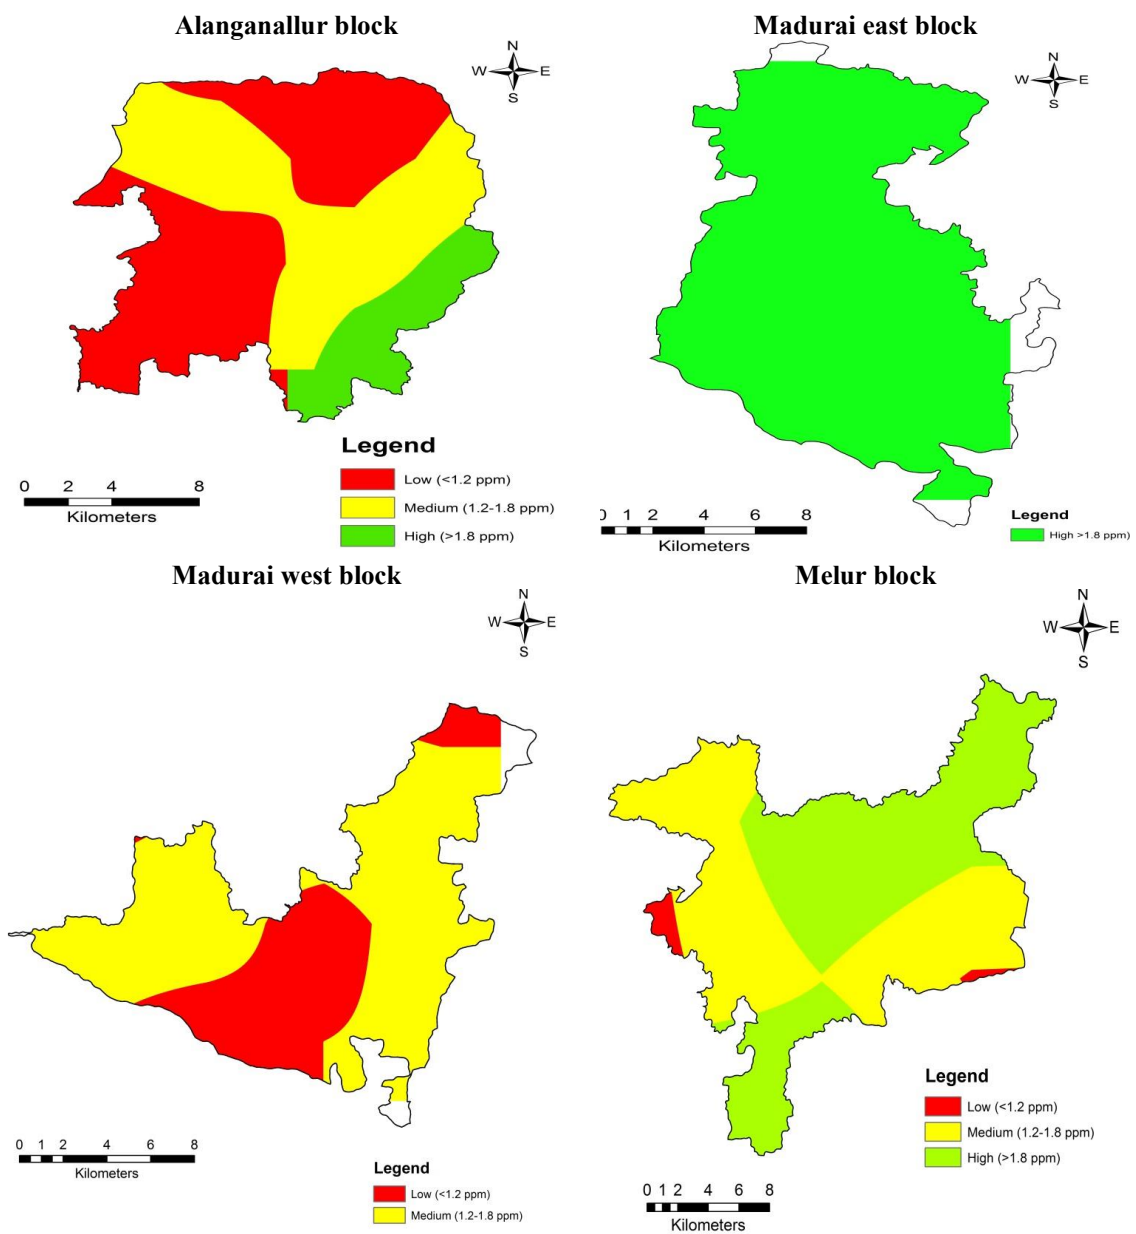 Alanganallur block
N
W E
S
Legend
Low (<1.2 ppm)
Medium (1.2-1.8 ppm)
High (>1.8 ppm)
0 2 4 8
Kilometers
Madurai east block
N
W E
S
0 1 2 4 6 8
Kilometers
Legend
High >1.8 ppm)
Madurai west block
N
W E
S
0 1 2 4 6 8
Kilometers
Legend
Low (<1.2 ppm)
Medium (1.2-1.8 ppm)
Melur block
N
W E
S
Legend
Low (<1.2 ppm)
Medium (1.2-1.8 ppm)
High (>1.8 ppm)
0 1 2 4 6 8
Kilometers